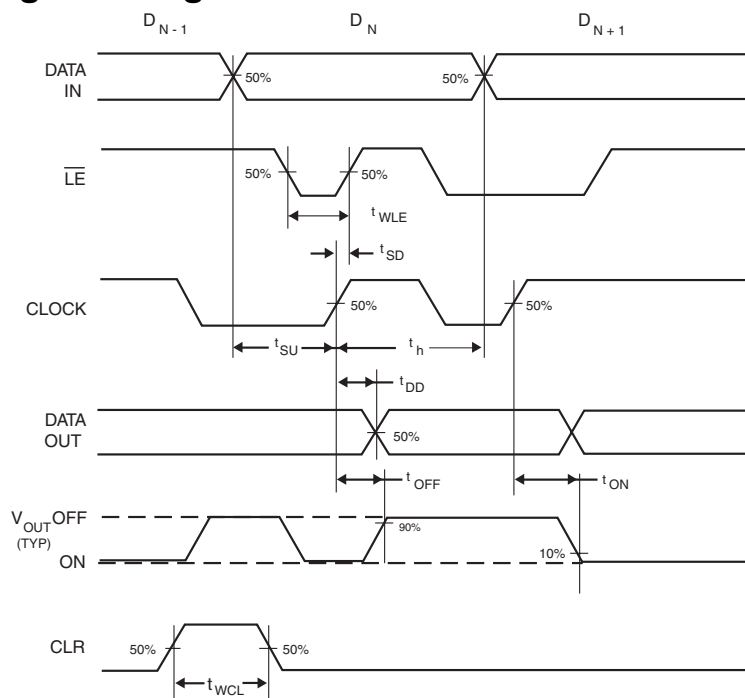 D N - 1 D N D N + 1
DATA IN
50% 50%
LE
50% 50%
t WLE
t SD
CLOCK
50% 50%
t SU t h
t DD
DATA OUT
50%
t OFF t ON
V OUT OFF
(TYP)
90%
10%
ON
CLR
50% 50%
t WCL